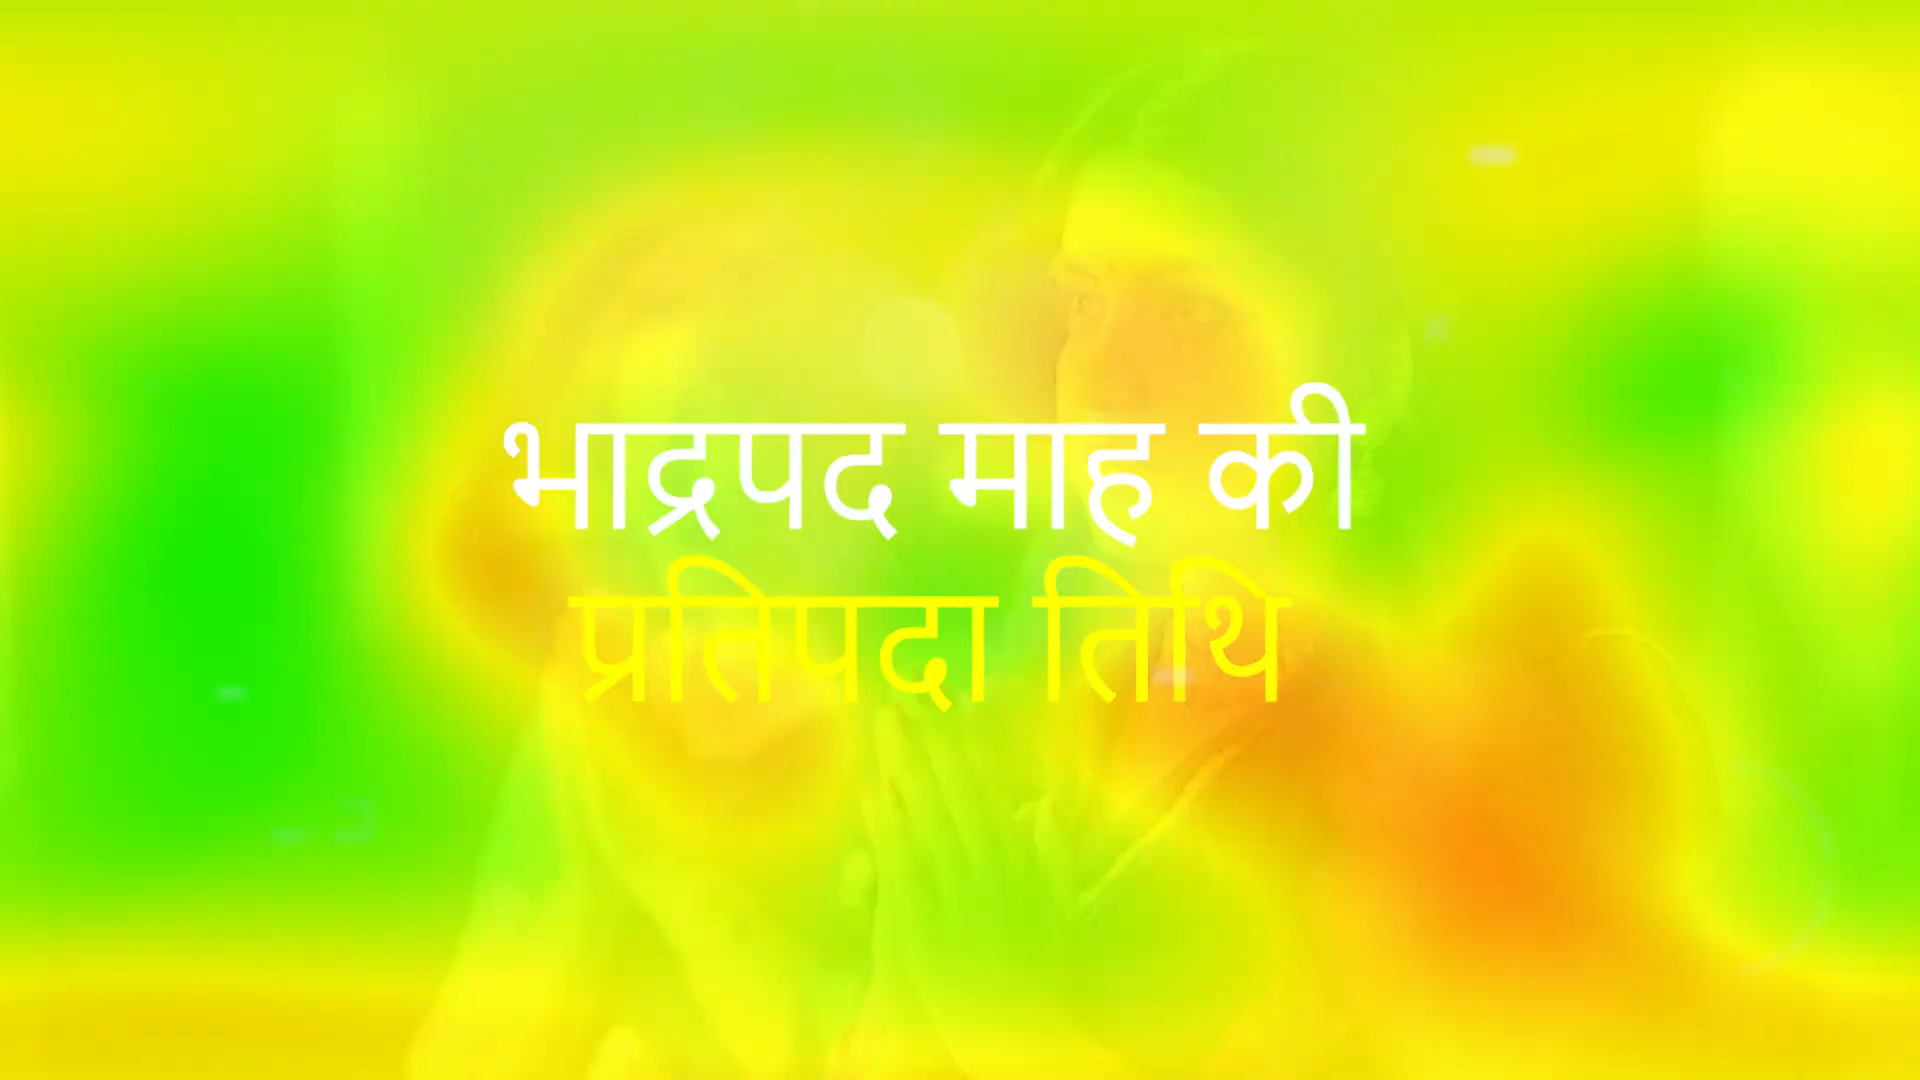 भाद्रपद माह की
प्रतिपदा तिथि